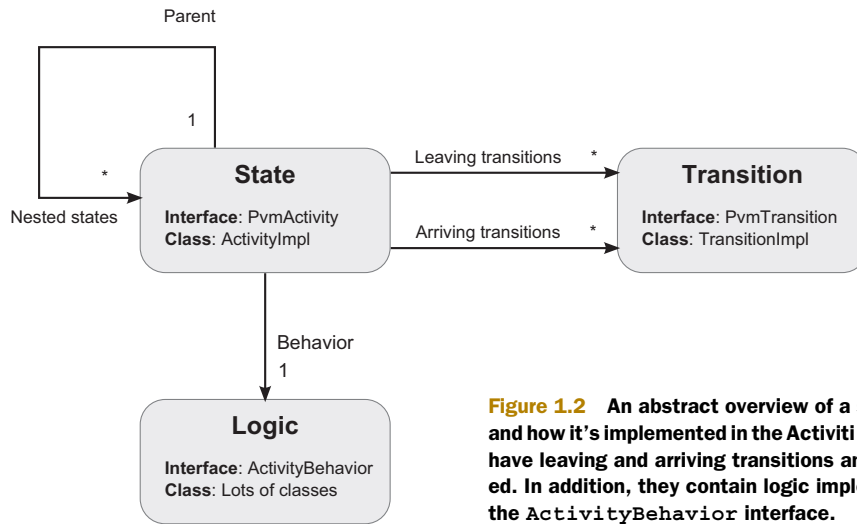 Parent
1
*
Nested states
State
Interface: PvmActivity
Class: ActivityImpl
Leaving transitions *
Arriving transitions *
Transition
Interface: PvmTransition
Class: TransitionImpl
Behavior
1
Logic
Interface: ActivityBehavior
Class: Lots of classes
Figure 1.2 An abstract overview of a
and how it's implemented in the Activiti
have leaving and arriving transitions
ed. In addition, they contain logic
the ActivityBehavior interface.